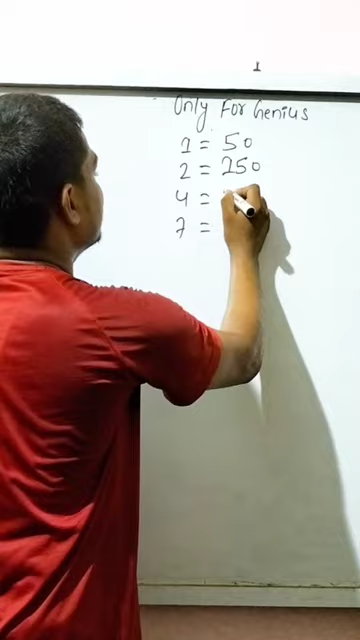 Only For Genius
1 = 50
2 = 250
4 =
7 =